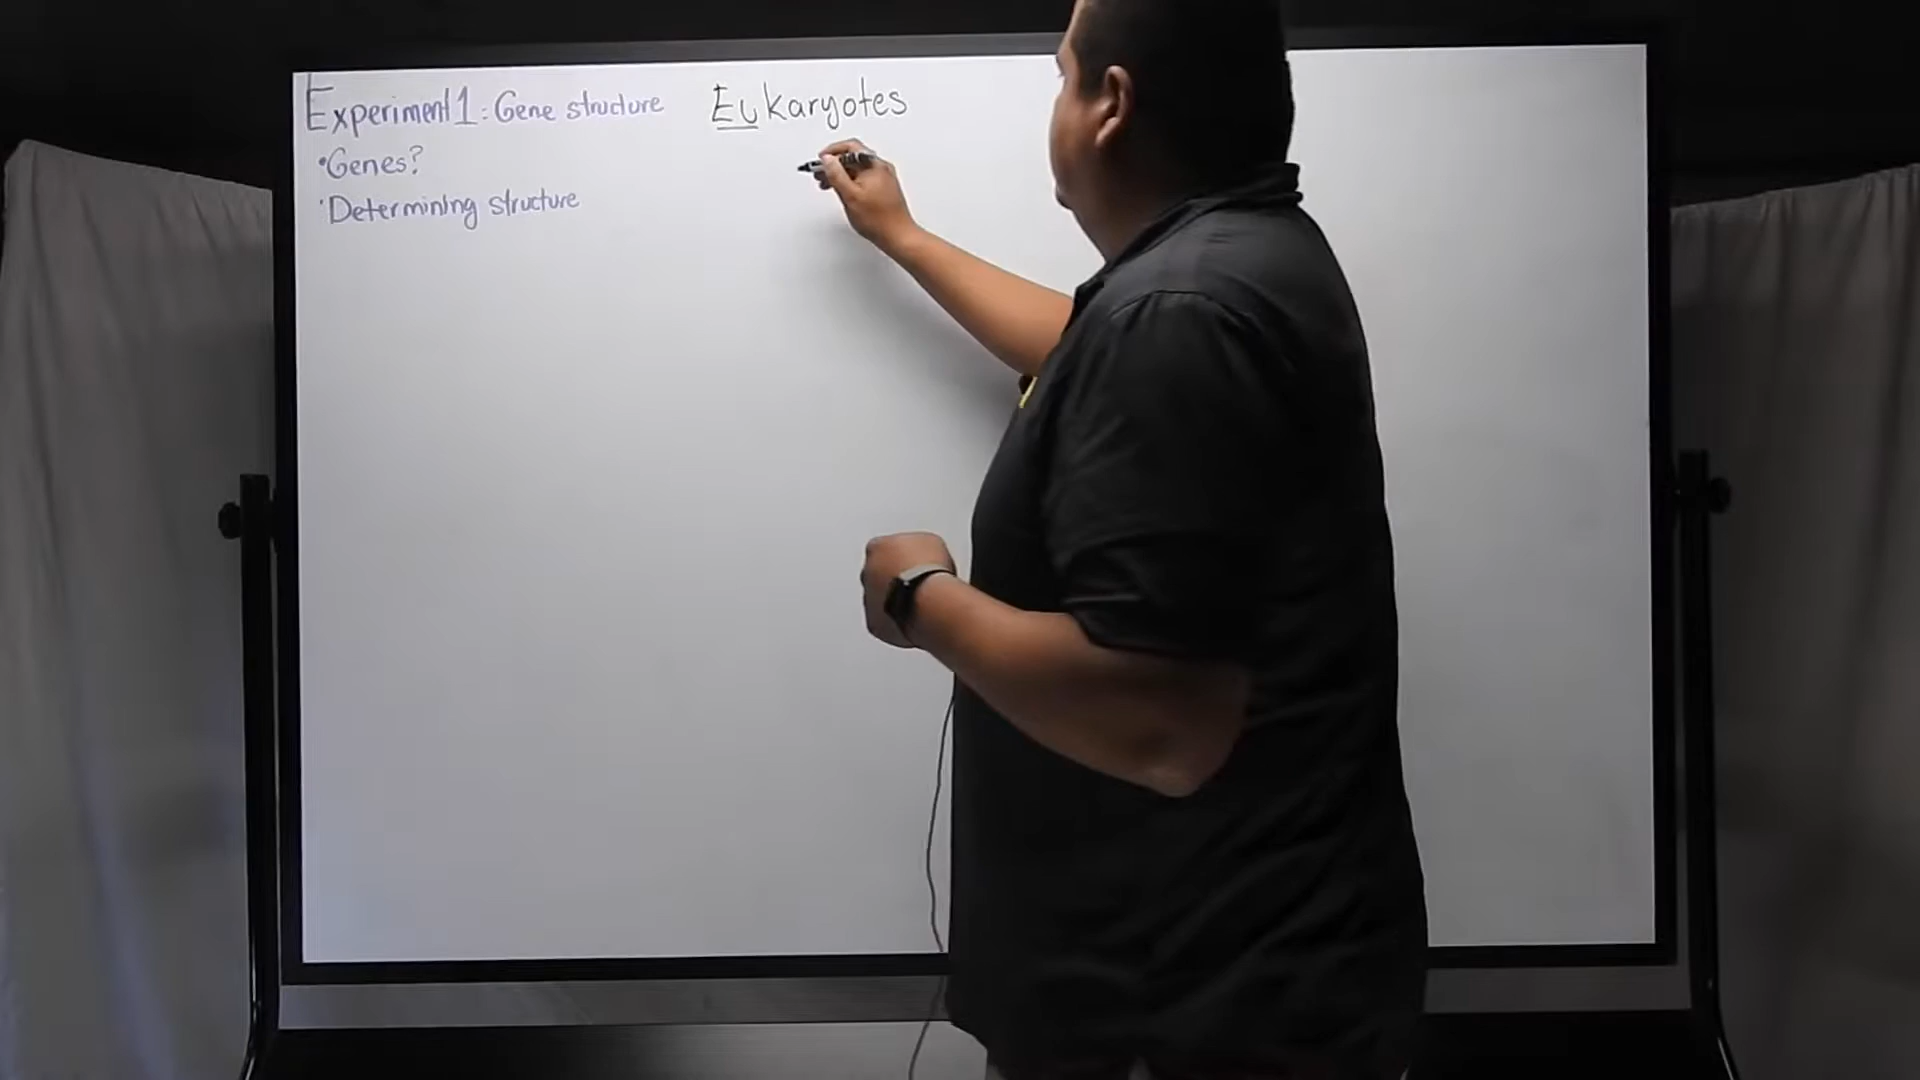 Experiment 1: Gene structure
•Genes?
•Determining structure
Eukaryotes